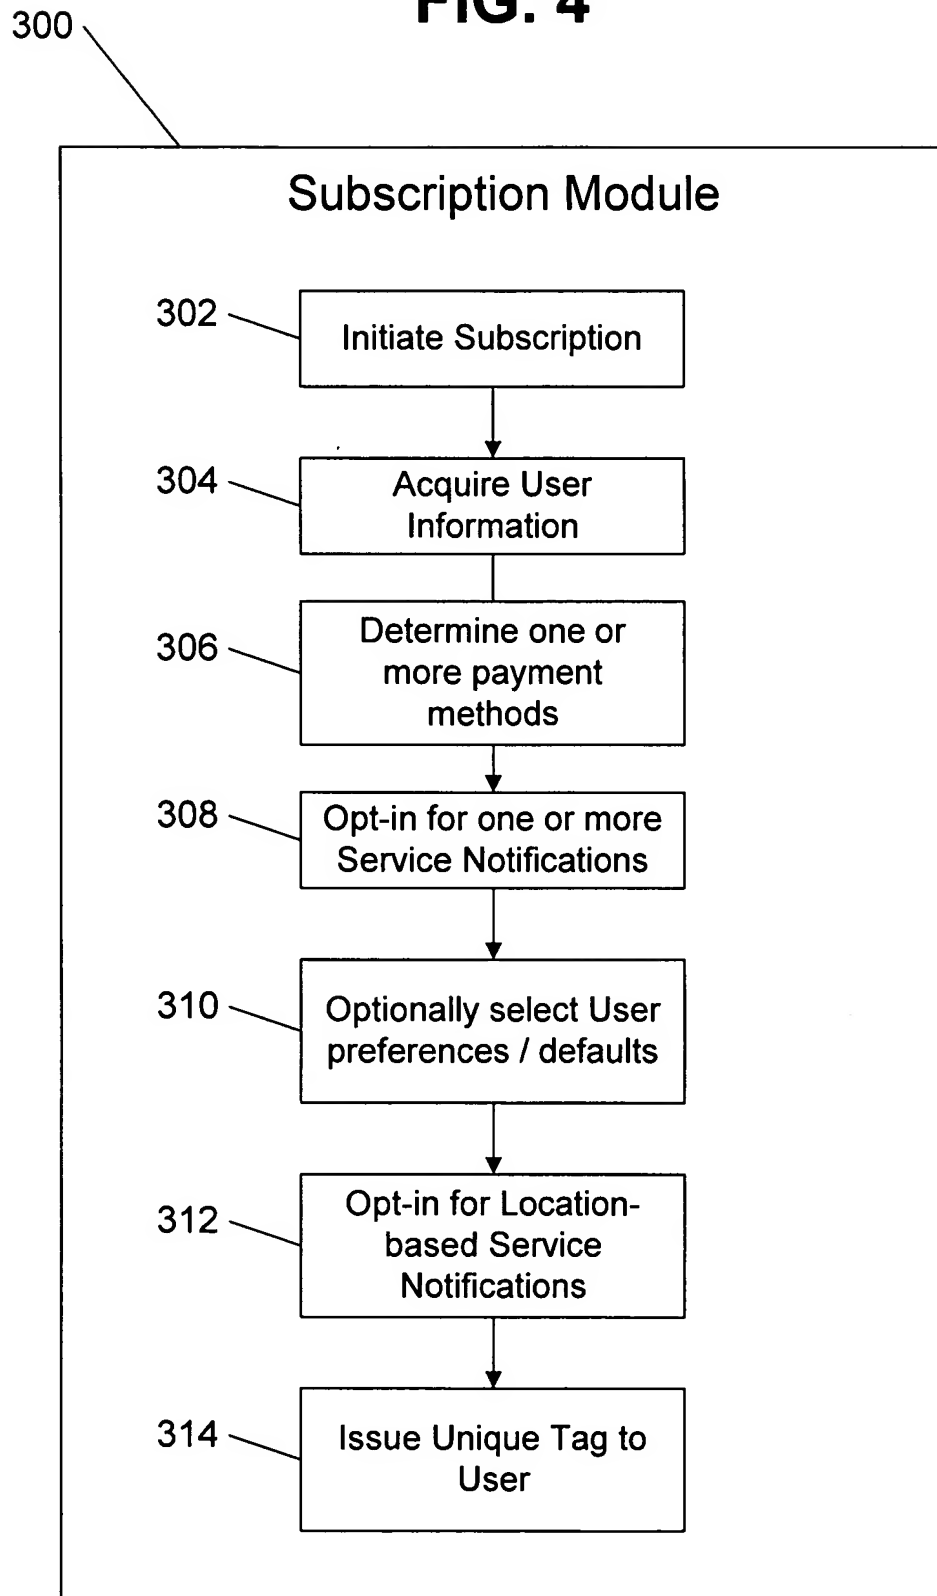 FIG. 4
300
Subscription Module
302
Initiate Subscription
304
Acquire User
Information
306
Determine one or
more payment
methods
308
Opt-in for one or more
Service Notifications
310
Optionally select User
preferences / defaults
312
Opt-in for Location-
based Service
Notifications
314
Issue Unique Tag to
User